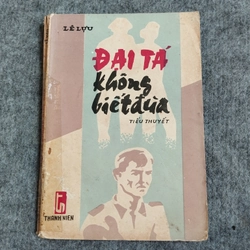 LÊ LỰU
ĐẠI TÁ
không
biết đùa
TIỂU THUYẾT
THANH NIÊN